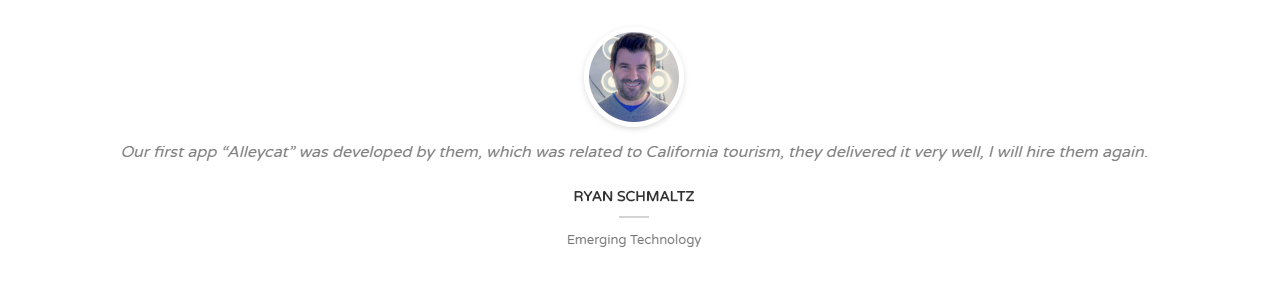 Our first app “Alleycat” was developed by them, which was related to California tourism, they delivered it very well, I will hire them again.
RYAN SCHMALTZ
Emerging Technology